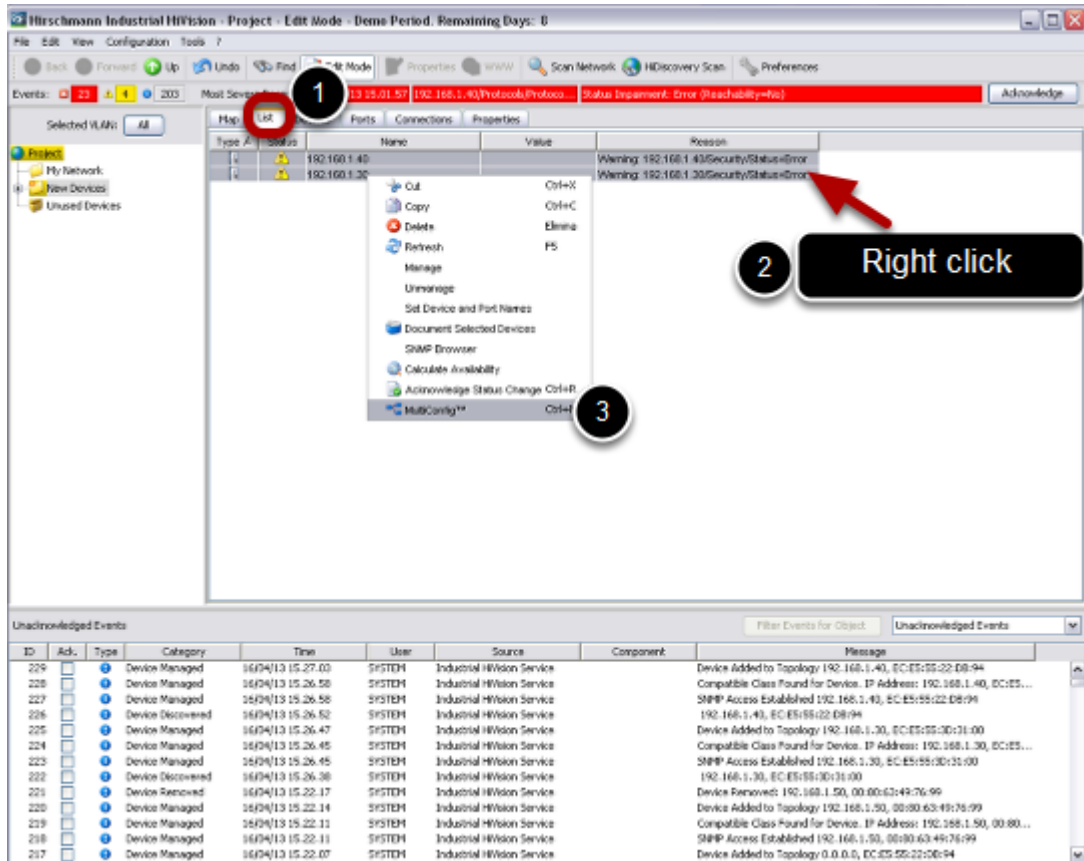 Hirschmann Industrial HiVision - Project - Edit Mode - Demo Period. Remaining Days: 8
File Edit View Configuration Tools ?
Back Forward Up Undo Find Edit Mode Properties WWW Scan Network HiDiscovery Scan Preferences
Events: 23 4 203 Most Severe 13 15.01.57 192.168.1.40/Protocols/Protoco... Status Impairment: Error (Reachability=No) Acknowledge
1
Selected VLAN: All
Map List Ports Connections Properties
Type Status Name Value Reason
Project
My Network
New Devices
Unused Devices
192.168.1.40 Warning: 192.168.1.40/Security/Status=Error
192.168.1.30 Warning: 192.168.1.30/Security/Status=Error
Cut Ctrl+X
Copy Ctrl+C
Delete Elimina
Refresh F5
Manage
Unmanage
Set Device and Port Names
Document Selected Devices
SNMP Browser
Calculate Availability
Acknowledge Status Change Ctrl+R
MultiConfig™
2 Right click
3
Unacknowledged Events Filter Events for Object Unacknowledged Events
ID Ack. Type Category Time User Source Component Message
229 Device Managed 16/04/13 15.27.03 SYSTEM Industrial HiVision Service Device Added to Topology 192.168.1.40, EC:E5:55:22:DB:94
228 Device Managed 16/04/13 15.26.58 SYSTEM Industrial HiVision Service Compatible Class Found for Device. IP Address: 192.168.1.40, EC:E5...
227 Device Managed 16/04/13 15.26.58 SYSTEM Industrial HiVision Service SNMP Access Established 192.168.1.40, EC:E5:55:22:DB:94
226 Device Discovered 16/04/13 15.26.52 SYSTEM Industrial HiVision Service 192.168.1.40, EC:E5:55:22:DB:94
225 Device Managed 16/04/13 15.26.47 SYSTEM Industrial HiVision Service Device Added to Topology 192.168.1.30, EC:E5:55:3D:31:00
224 Device Managed 16/04/13 15.26.45 SYSTEM Industrial HiVision Service Compatible Class Found for Device. IP Address: 192.168.1.30, EC:E5...
223 Device Managed 16/04/13 15.26.45 SYSTEM Industrial HiVision Service SNMP Access Established 192.168.1.30, EC:E5:55:3D:31:00
222 Device Discovered 16/04/13 15.26.38 SYSTEM Industrial HiVision Service 192.168.1.30, EC:E5:55:3D:31:00
221 Device Removed 16/04/13 15.22.17 SYSTEM Industrial HiVision Service Device Removed: 192.168.1.50, 00:80:63:49:76:99
220 Device Managed 16/04/13 15.22.14 SYSTEM Industrial HiVision Service Device Added to Topology 192.168.1.50, 00:80:63:49:76:99
219 Device Managed 16/04/13 15.22.11 SYSTEM Industrial HiVision Service Compatible Class Found for Device. IP Address: 192.168.1.50, 00:80...
218 Device Managed 16/04/13 15.22.11 SYSTEM Industrial HiVision Service SNMP Access Established 192.168.1.50, 00:80:63:49:76:99
217 Device Managed 16/04/13 15.22.07 SYSTEM Industrial HiVision Service Device Added to Topology 0.0.0.0, EC:E5:55:22:DB:94